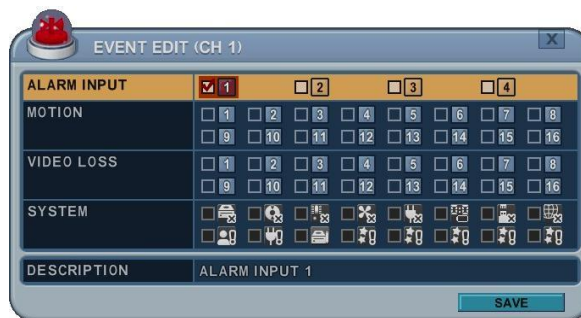 EVENT EDIT (CH 1)
X
ALARM INPUT 1 2 3 4
MOTION 1 2 3 4 5 6 7 8
9 10 11 12 13 14 15 16
VIDEO LOSS 1 2 3 4 5 6 7 8
9 10 11 12 13 14 15 16
SYSTEM
DESCRIPTION ALARM INPUT 1
SAVE